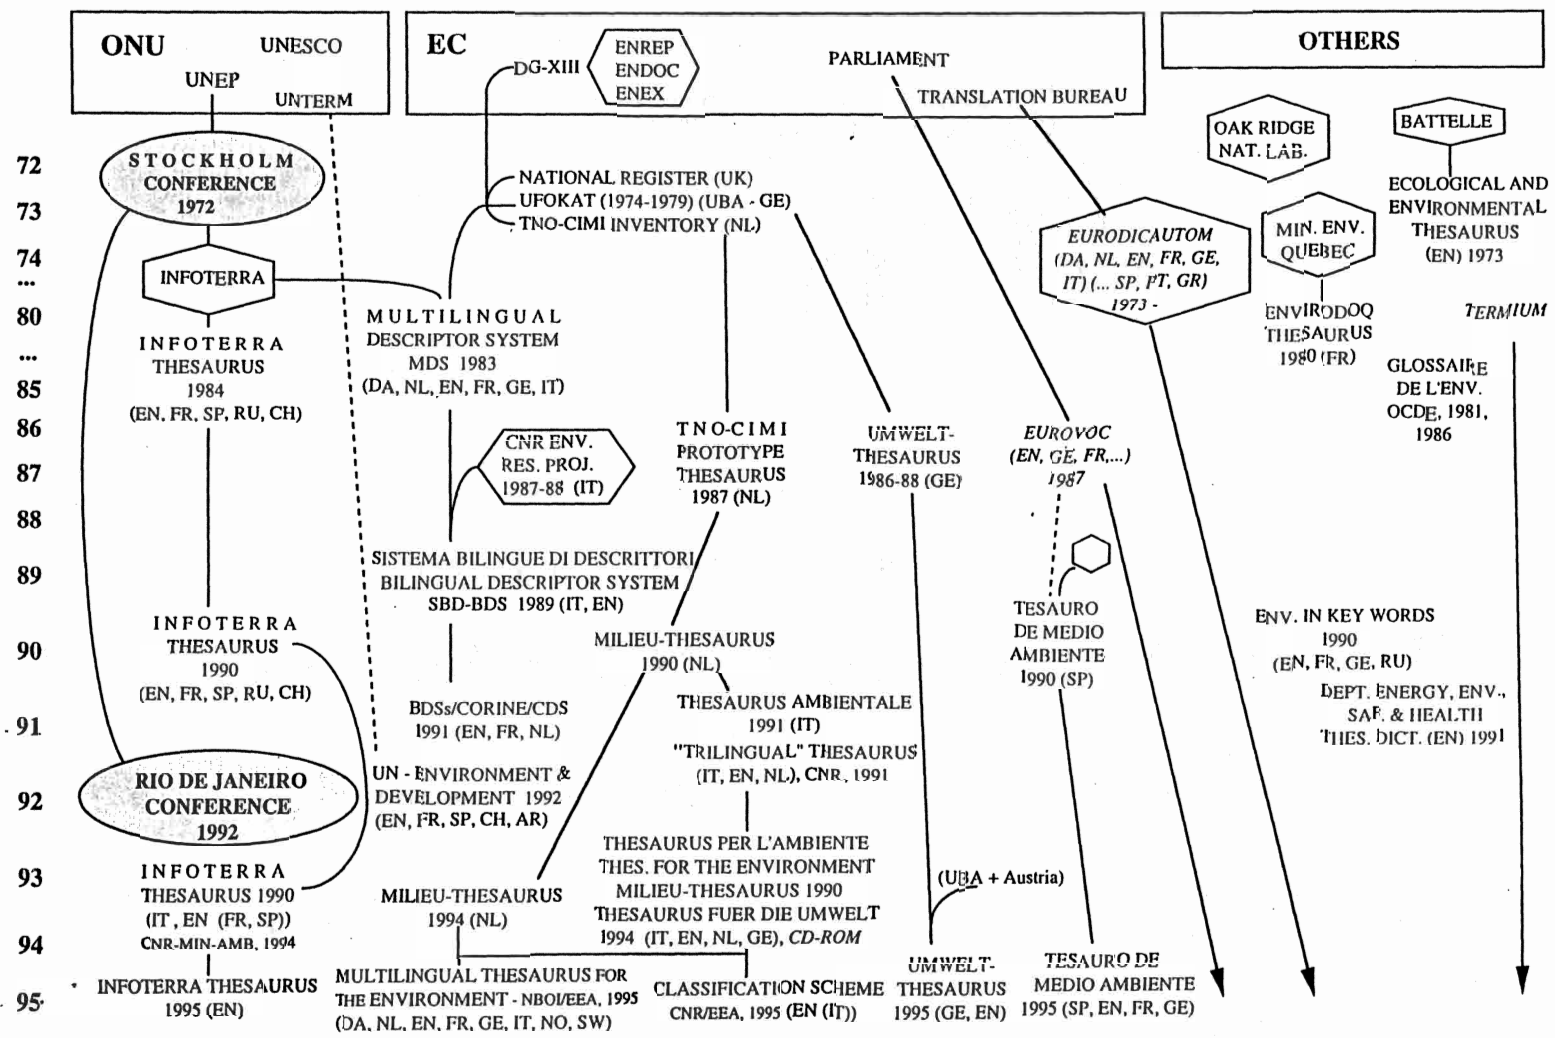 ONU
UNESCO
UNEP
UNTERM
EC
DG-XIII
ENREP
ENDOC
ENEX
PARLIAMENT
TRANSLATION BUREAU
OTHERS
72
73
74
...
80
...
85
86
87
88
89
90
91
92
93
94
95
STOCKHOLM
CONFERENCE
1972
INFOTERRA
INFOTERRA
THESAURUS
1984
(EN, FR, SP, RU, CH)
INFOTERRA
THESAURUS
1990
(EN, FR, SP, RU, CH)
RIO DE JANEIRO
CONFERENCE
1992
INFOTERRA
THESAURUS 1990
(IT, EN (FR, SP))
CNR-MIN-AMB, 1994
INFOTERRA THESAURUS
1995 (EN)
NATIONAL REGISTER (UK)
UFOKAT (1974-1979) (UBA - GE)
TNO-CIMI INVENTORY (NL)
MULTILINGUAL
DESCRIPTOR SYSTEM
MDS 1983
(DA, NL, EN, FR, GE, IT)
CNR ENV.
RES. PROJ.
1987-88 (IT)
SISTEMA BILINGUE DI DESCRITTORI
BILINGUAL DESCRIPTOR SYSTEM
SBD-BDS 1989 (IT, EN)
BDSs/CORINE/CDS
1991 (EN, FR, NL)
UN - ENVIRONMENT &
DEVELOPMENT 1992
(EN, FR, SP, CH, AR)
MILIEU-THESAURUS
1994 (NL)
MULTILINGUAL THESAURUS FOR
THE ENVIRONMENT - NBOI/EEA, 1995
(DA, NL, EN, FR, GE, IT, NO, SW)
TNO-CIMI
PROTOTYPE
THESAURUS
1987 (NL)
MILIEU-THESAURUS
1990 (NL)
THESAURUS AMBIENTALE
1991 (IT)
"TRILINGUAL" THESAURUS
(IT, EN, NL), CNR, 1991
THESAURUS PER L'AMBIENTE
THES. FOR THE ENVIRONMENT
MILIEU-THESAURUS 1990
THESAURUS FUER DIE UMWELT
1994 (IT, EN, NL, GE), CD-ROM
CLASSIFICATION SCHEME
CNR/EEA, 1995 (EN (IT))
UMWELT-
THESAURUS
1986-88 (GE)
(UBA + Austria)
UMWELT-
THESAURUS
1995 (GE, EN)
EUROVOC
(EN, GE, FR,...)
1987
TESAURO
DE MEDIO
AMBIENTE
1990 (SP)
TESAURO DE
MEDIO AMBIENTE
1995 (SP, EN, FR, GE)
EURODICAUTOM
(DA, NL, EN, FR, GE,
IT) (... SP, PT, GR)
1973 -
OAK RIDGE
NAT. LAB.
MIN. ENV.
QUEBEC
ENVIRODOQ
THESAURUS
1980 (FR)
BATTELLE
ECOLOGICAL AND
ENVIRONMENTAL
THESAURUS
(EN) 1973
TERMIUM
GLOSSAIRE
DE L'ENV.
OCDE, 1981,
1986
ENV. IN KEY WORDS
1990
(EN, FR, GE, RU)
DEPT. ENERGY, ENV.,
SAF. & HEALTH
THES. DICT. (EN) 1991